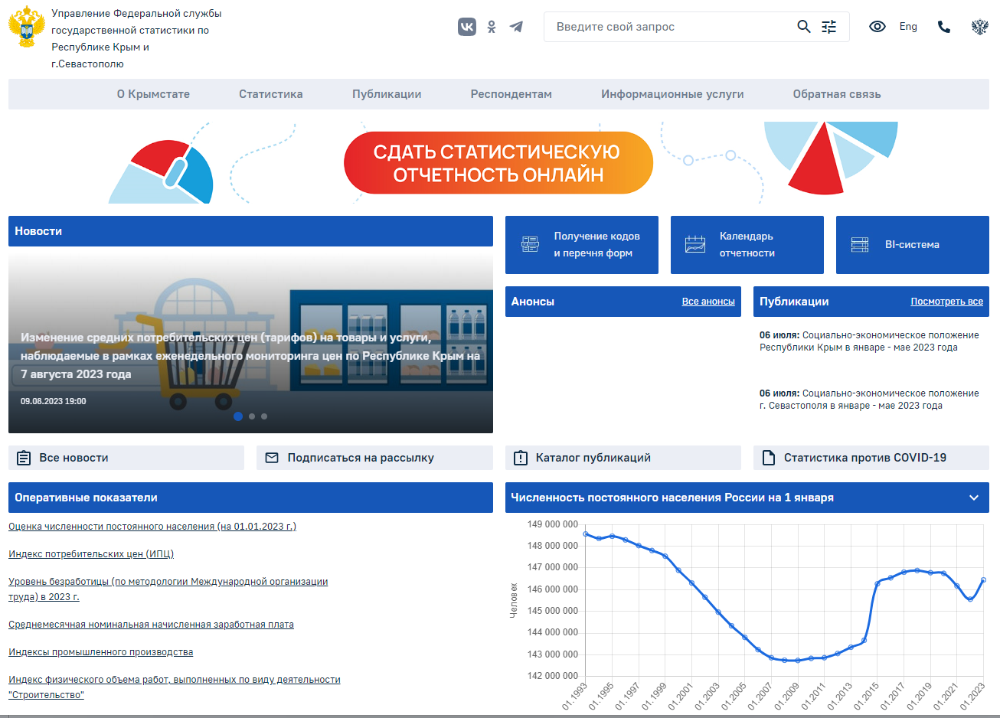 Управление Федеральной службы
государственной статистики по
Республике Крым и
г.Севастополю
Введите свой запрос
Eng
О Крымстате
Статистика
Публикации
Респондентам
Информационные услуги
Обратная связь
СДАТЬ СТАТИСТИЧЕСКУЮ
ОТЧЕТНОСТЬ ОНЛАЙН
Новости
Изменение средних потребительских цен (тарифов) на товары и услуги,
наблюдаемые в рамках еженедельного мониторинга цен по Республике Крым на
7 августа 2023 года
09.08.2023 19:00
Получение кодов
и перечня форм
Календарь
отчетности
BI-система
Анонсы
Все анонсы
Публикации
Посмотреть все
06 июля: Социально-экономическое положение
Республики Крым в январе - мае 2023 года
06 июля: Социально-экономическое положение
г. Севастополя в январе - мае 2023 года
Все новости
Подписаться на рассылку
Каталог публикаций
Статистика против COVID-19
Оперативные показатели
Оценка численности постоянного населения (на 01.01.2023 г.)
Индекс потребительских цен (ИПЦ)
Уровень безработицы (по методологии Международной организации
труда) в 2023 г.
Среднемесячная номинальная начисленная заработная плата
Индексы промышленного производства
Индекс физического объема работ, выполненных по виду деятельности
"Строительство"
Численность постоянного населения России на 1 января
Человек
149 000 000
148 000 000
147 000 000
146 000 000
145 000 000
144 000 000
143 000 000
142 000 000
01.1993
01.1995
01.1997
01.1999
01.2001
01.2003
01.2005
01.2007
01.2009
01.2011
01.2013
01.2015
01.2017
01.2019
01.2021
01.2023